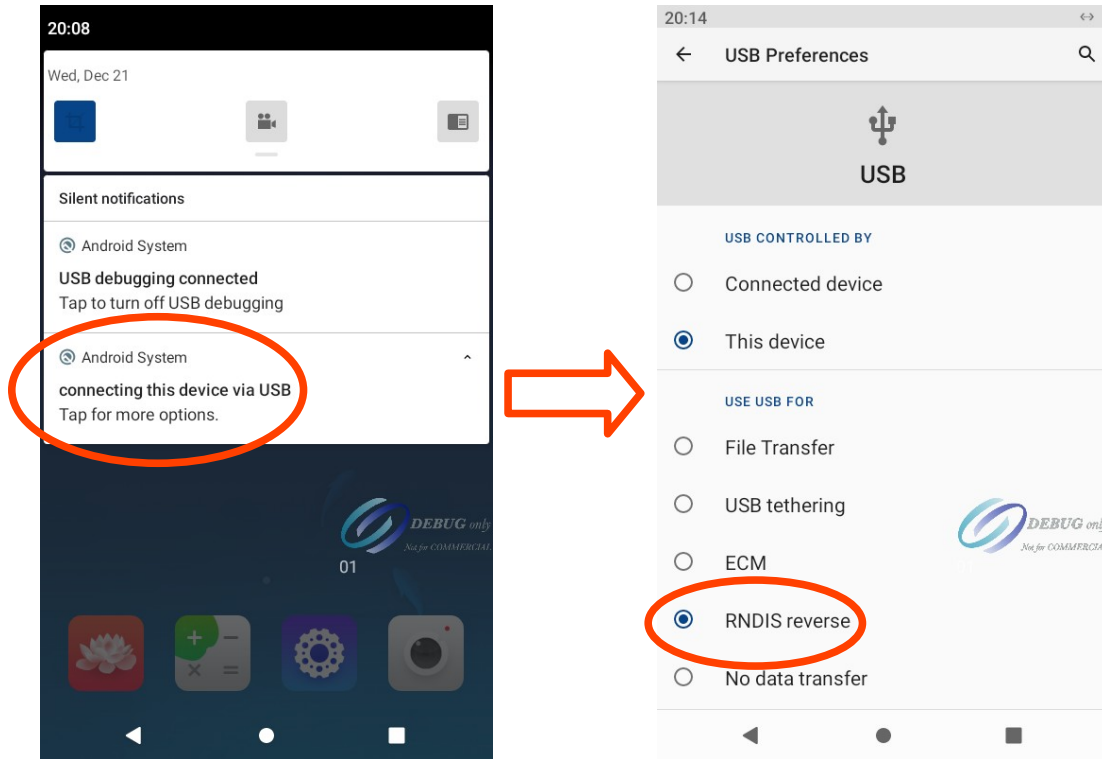 20:08
Wed, Dec 21
Silent notifications
Android System
USB debugging connected
Tap to turn off USB debugging
Android System
connecting this device via USB
Tap for more options.
DEBUG only
Not for COMMERCIAL
01
20:14
USB Preferences
USB
USB CONTROLLED BY
Connected device
This device
USE USB FOR
File Transfer
USB tethering
DEBUG onl
Not for COMMERCIA
ECM
RNDIS reverse
No data transfer